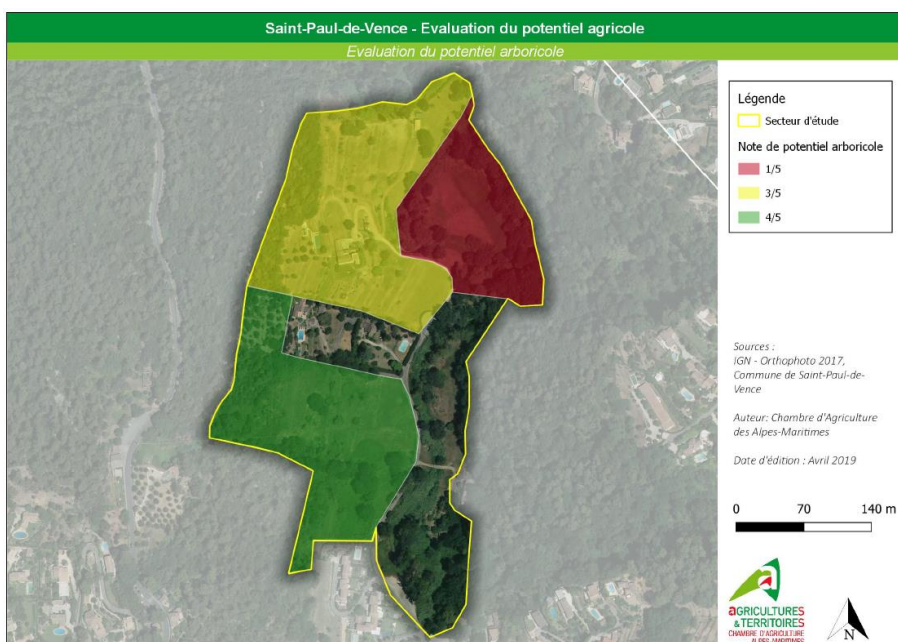 Saint-Paul-de-Vence - Evaluation du potentiel agricole
Evaluation du potentiel arboricole
Légende
Secteur d'étude
Note de potentiel arboricole
1/5
3/5
4/5
Sources :
IGN - Orthophoto 2017,
Commune de Saint-Paul-de-
Vence
Auteur: Chambre d'Agriculture
des Alpes-Maritimes
Date d'édition : Avril 2019
0 70 140 m
AGRICULTURES
& TERRITOIRES
CHAMBRE D'AGRICULTURE
ALPES-MARITIMES
N